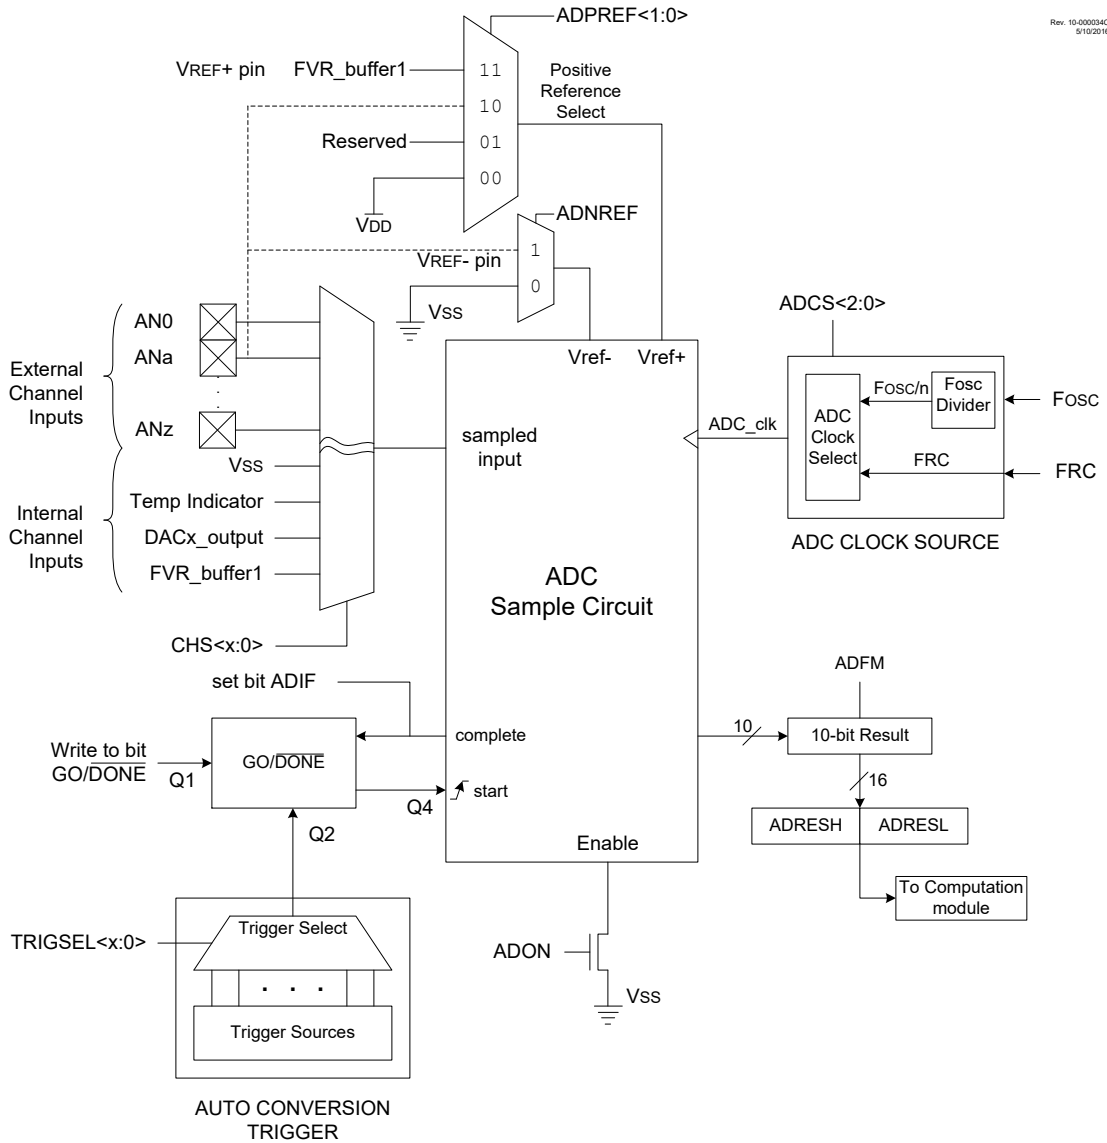 ADPREF<1:0>
Rev. 10-000034C
5/10/2016
VREF+ pin
FVR_buffer1
11
10
01
00
Positive
Reference
Select
Reserved
VDD
ADNREF
VREF- pin
1
0
VSS
ADCS<2:0>
External
Channel
Inputs
AN0
ANa
.
.
ANz
Vref-
Vref+
ADC
Clock
Select
FOSC/n
Fosc
Divider
FOSC
FRC
FRC
ADC_clk
ADC CLOCK SOURCE
sampled
input
Internal
Channel
Inputs
VSS
Temp Indicator
DACx_output
FVR_buffer1
CHS<x:0>
ADC
Sample Circuit
set bit ADIF
Write to bit
GO/DONE
Q1
GO/DONE
complete
start
Q4
Q2
ADFM
10
10-bit Result
16
ADRESH
ADRESL
To Computation
module
Enable
ADON
VSS
TRIGSEL<x:0>
Trigger Select
. . .
Trigger Sources
AUTO CONVERSION
TRIGGER